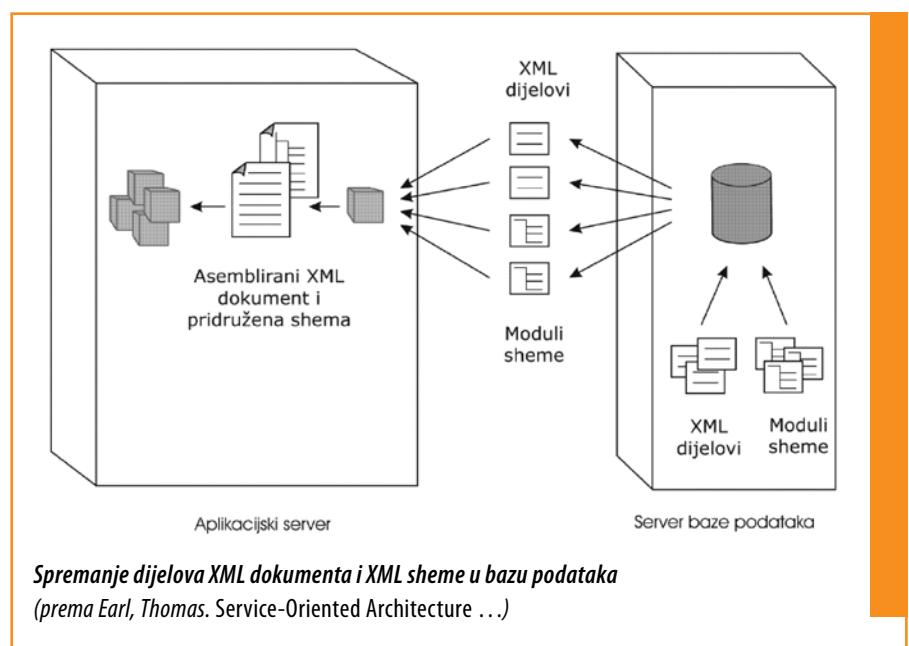 XML
dijelovi
Asemblirani XML
dokument i
pridružena shema
Moduli
sheme
XML
dijelovi
Moduli
sheme
Aplikacijski server
Server baze podataka
Spremanje dijelova XML dokumenta i XML sheme u bazu podataka
(prema Earl, Thomas. Service-Oriented Architecture …)